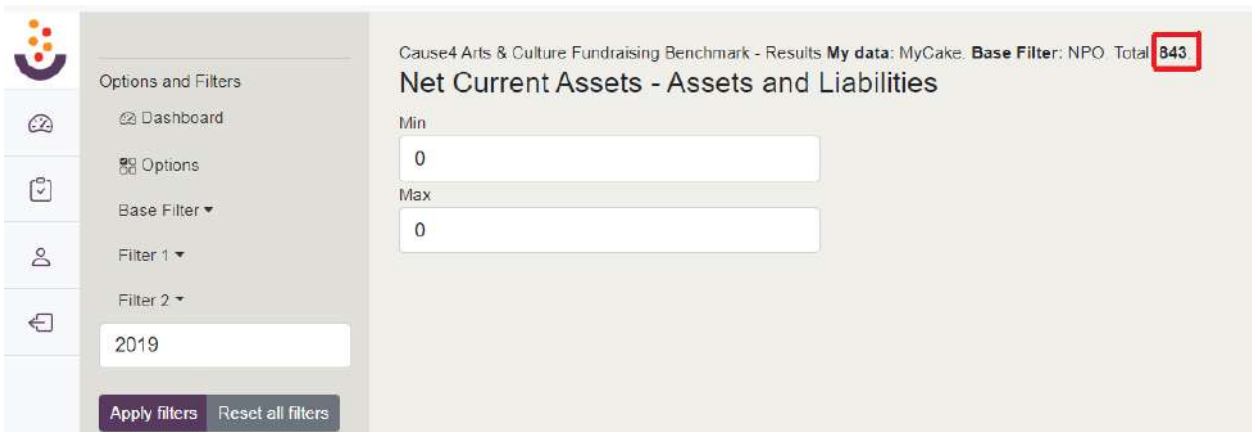 Cause4 Arts & Culture Fundraising Benchmark - Results My data: MyCake. Base Filter: NPO. Total 843.
Net Current Assets - Assets and Liabilities
Options and Filters
Dashboard
Options
Base Filter
Filter 1
Filter 2
2019
Apply filters Reset all filters
Min
0
Max
0